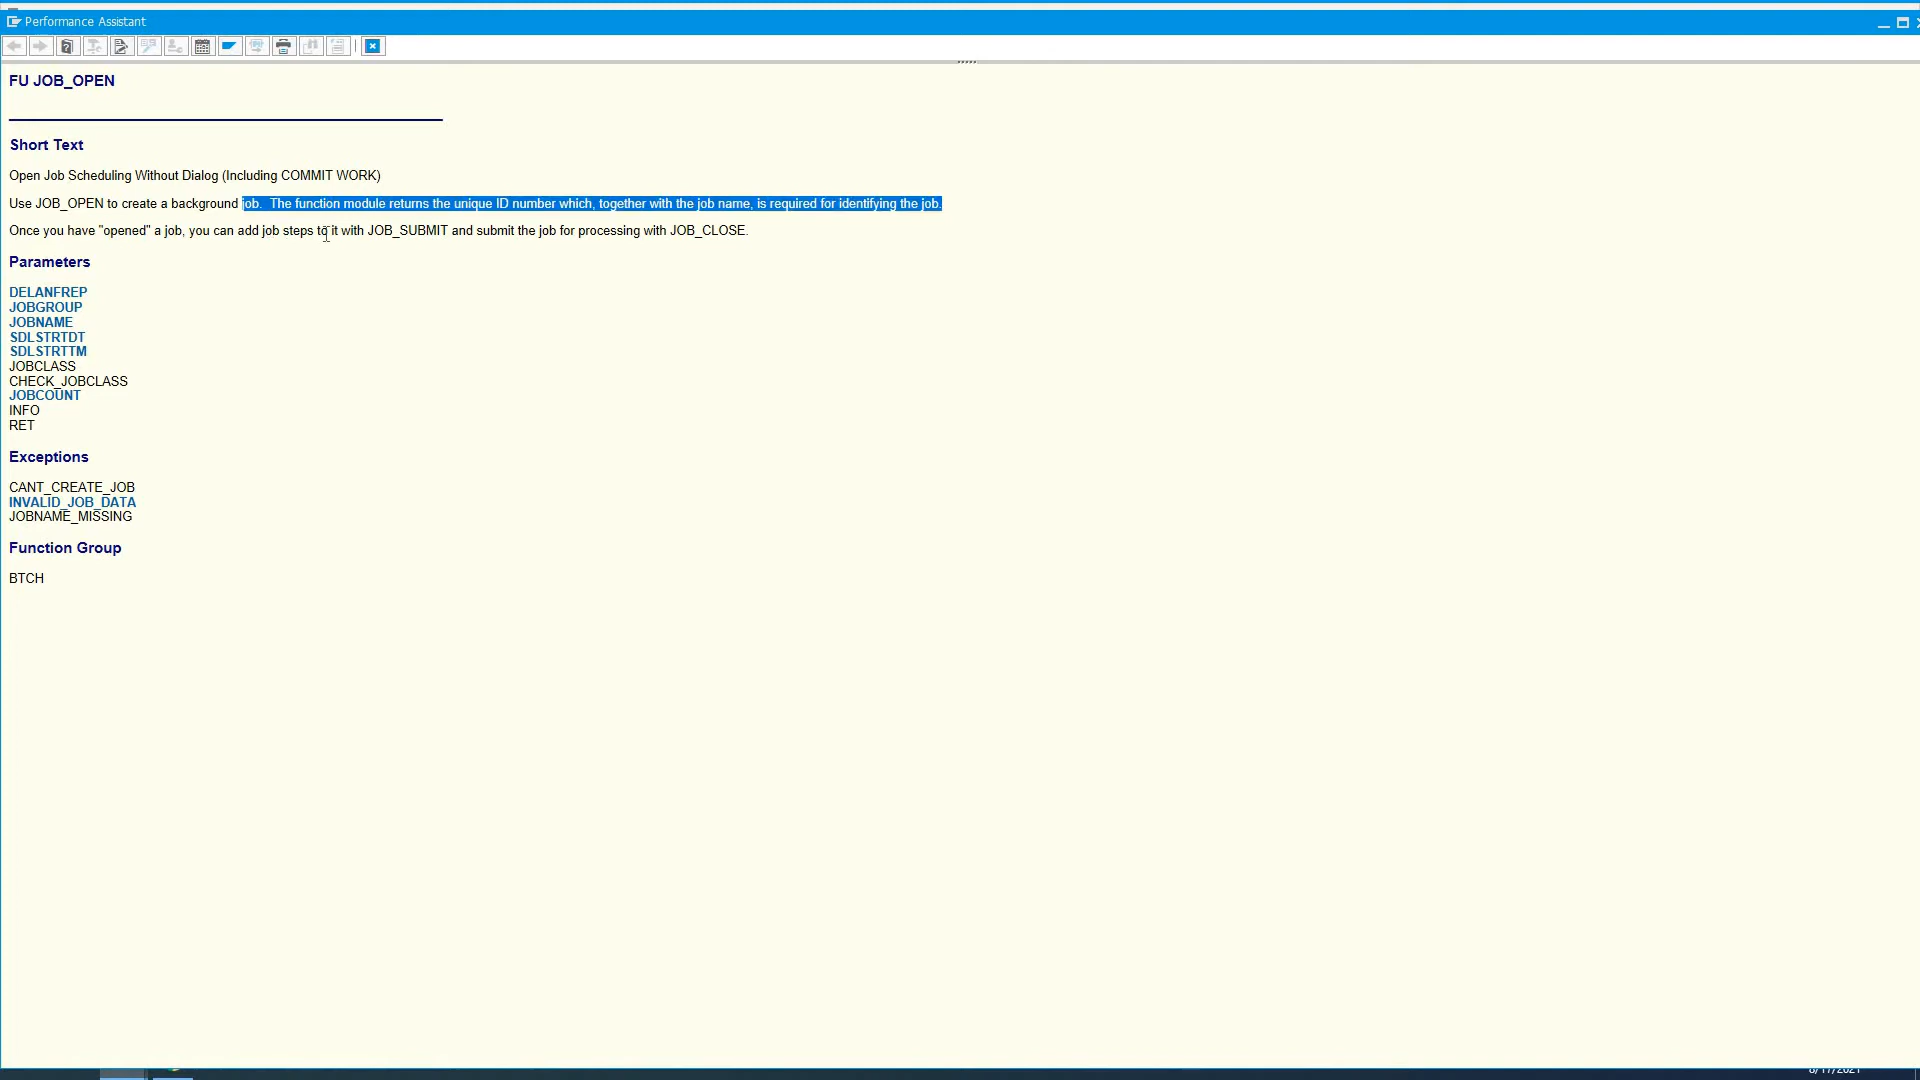 Performance Assistant
FU JOB_OPEN
Short Text
Open Job Scheduling Without Dialog (Including COMMIT WORK)
Use JOB_OPEN to create a background job.  The function module returns the unique ID number which, together with the job name, is required for identifying the job.
Once you have "opened" a job, you can add job steps to it with JOB_SUBMIT and submit the job for processing with JOB_CLOSE.
Parameters
DELANFREP
JOBGROUP
JOBNAME
SDLSTRTDT
SDLSTRTTM
JOBCLASS
CHECK_JOBCLASS
JOBCOUNT
INFO
RET
Exceptions
CANT_CREATE_JOB
INVALID_JOB_DATA
JOBNAME_MISSING
Function Group
BTCH
8/17/2021